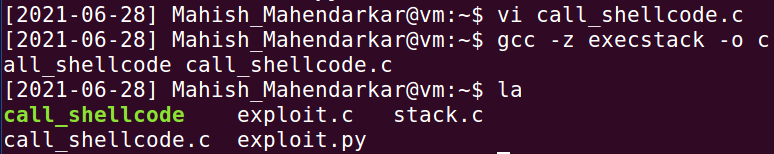 [2021-06-28] Mahish_Mahendarkar@vm:~$ vi call_shellcode.c
[2021-06-28] Mahish_Mahendarkar@vm:~$ gcc -z execstack -o c
all_shellcode call_shellcode.c
[2021-06-28] Mahish_Mahendarkar@vm:~$ la
call_shellcode    exploit.c   stack.c
call_shellcode.c  exploit.py